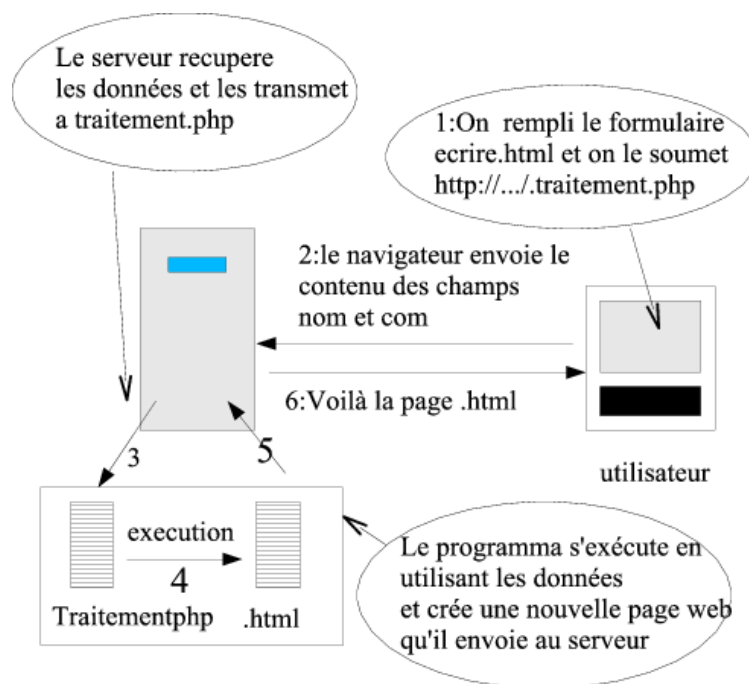 Le serveur recupere
les données et les transmet
a traitement.php
1:On rempli le formulaire
ecrire.html et on le soumet
http://.../.traitement.php
2:le navigateur envoie le
contenu des champs
nom et com
6:Voilà la page .html
3
5
utilisateur
execution
4
Traitementphp .html
Le programma s'exécute en
utilisant les données
et crée une nouvelle page web
qu'il envoie au serveur